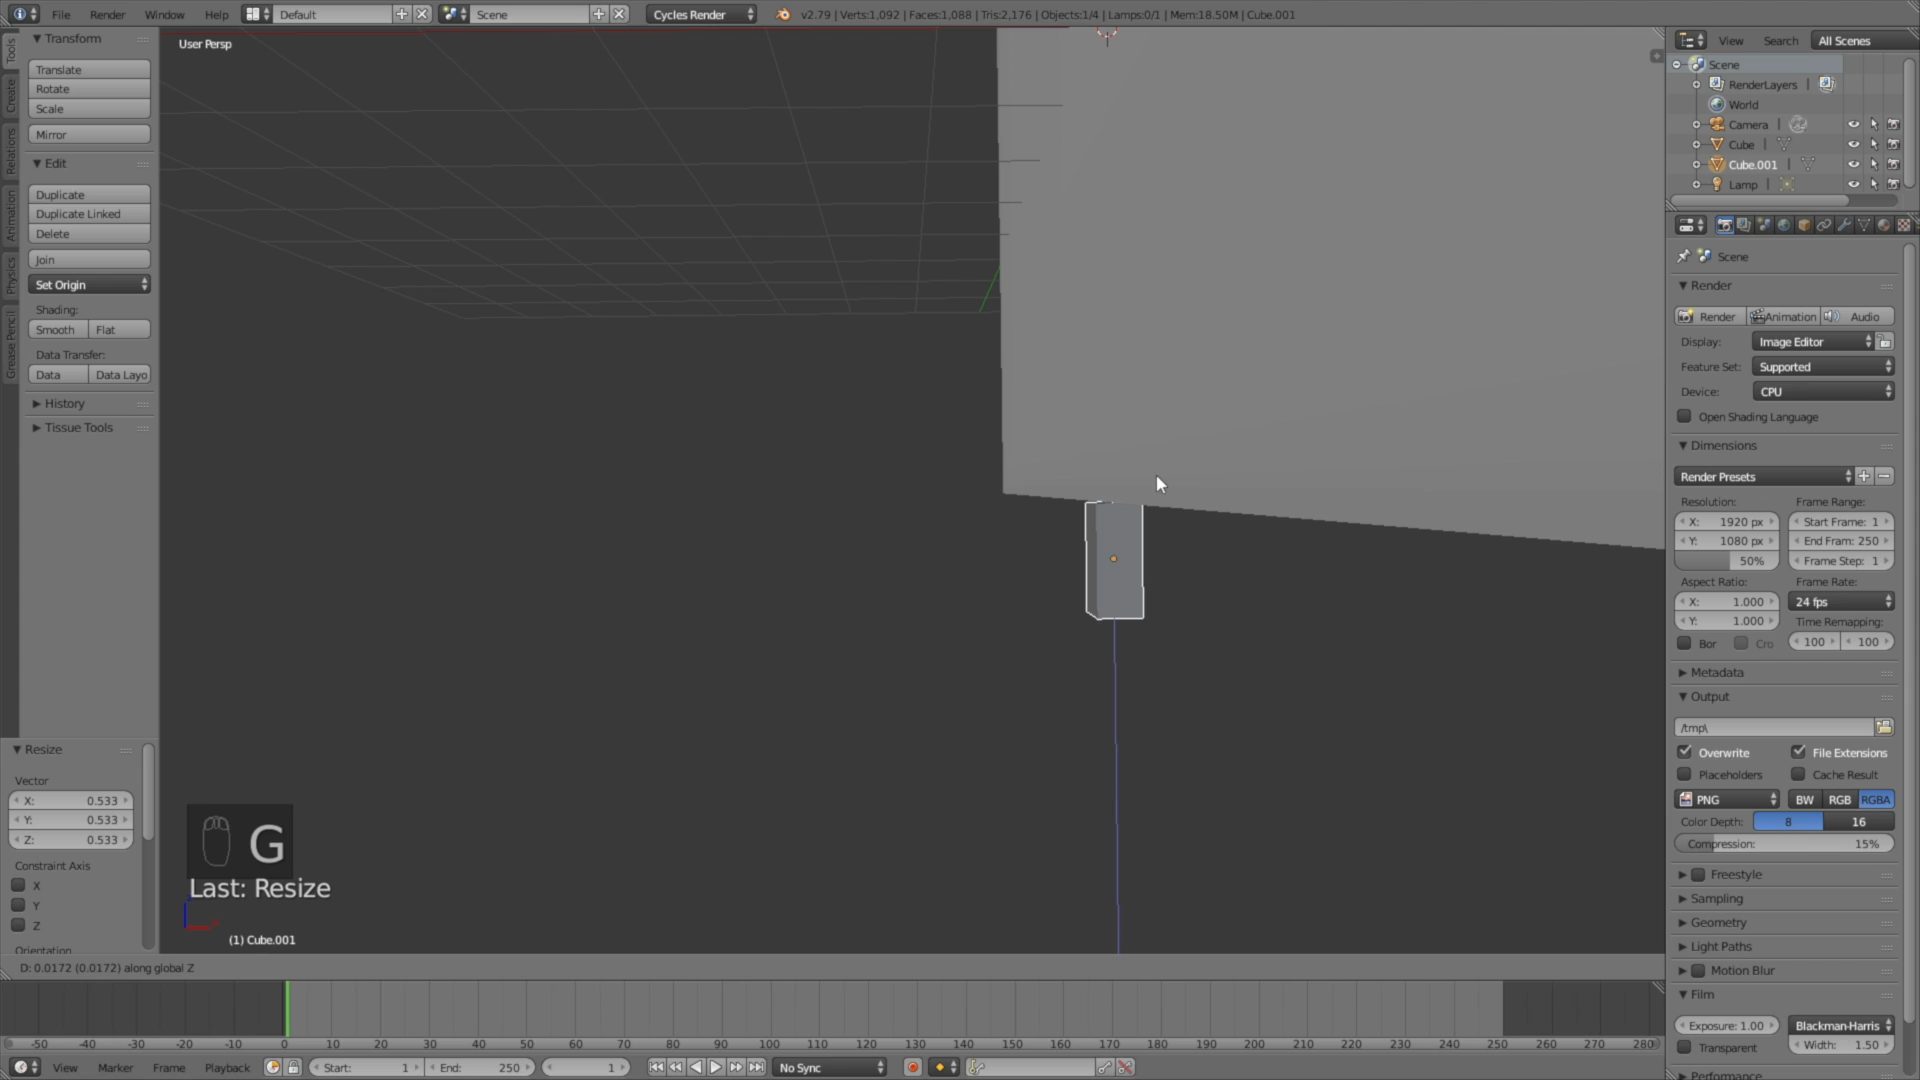 File Render Window Help Default Scene Cycles Render v2.79 | Verts:1,092 | Faces:1,088 | Tris:2,176 | Objects:1/4 | Lamps:0/1 | Mem:18.50M | Cube.001
Tools
Create
Relations
Animation
Physics
Grease Pencil
Transform
Translate
Rotate
Scale
Mirror
Edit
Duplicate
Duplicate Linked
Delete
Join
Set Origin
Shading:
Smooth Flat
Data Transfer:
Data Data Layo
History
Tissue Tools
Resize
Vector
X: 0.533
Y: 0.533
Z: 0.533
Constraint Axis
X
Y
Z
Orientation
User Persp
G
Last: Resize
(1) Cube.001
D: 0.0172 (0.0172) along global Z
-50 -40 -30 -20 -10 0 10 20 30 40 50 60 70 80 90 100 110 120 130 140 150 160 170 180 190 200 210 220 230 240 250 260 270 280
View Marker Frame Playback Start: 1 End: 250 1 No Sync
View Search All Scenes
Scene
RenderLayers |
World
Camera |
Cube |
Cube.001 |
Lamp |
Scene
Render
Render Animation Audio
Display: Image Editor
Feature Set: Supported
Device: CPU
Open Shading Language
Dimensions
Render Presets
Resolution: Frame Range:
X: 1920 px Start Frame: 1
Y: 1080 px End Fram: 250
50% Frame Step: 1
Aspect Ratio: Frame Rate:
X: 1.000 24 fps
Y: 1.000 Time Remapping:
Bor Cro 100 100
Metadata
Output
/tmp\
Overwrite File Extensions
Placeholders Cache Result
PNG BW RGB RGBA
Color Depth: 8 16
Compression: 15%
Freestyle
Sampling
Geometry
Light Paths
Motion Blur
Film
Exposure: 1.00 Blackman-Harris
Transparent Width: 1.50
Performance